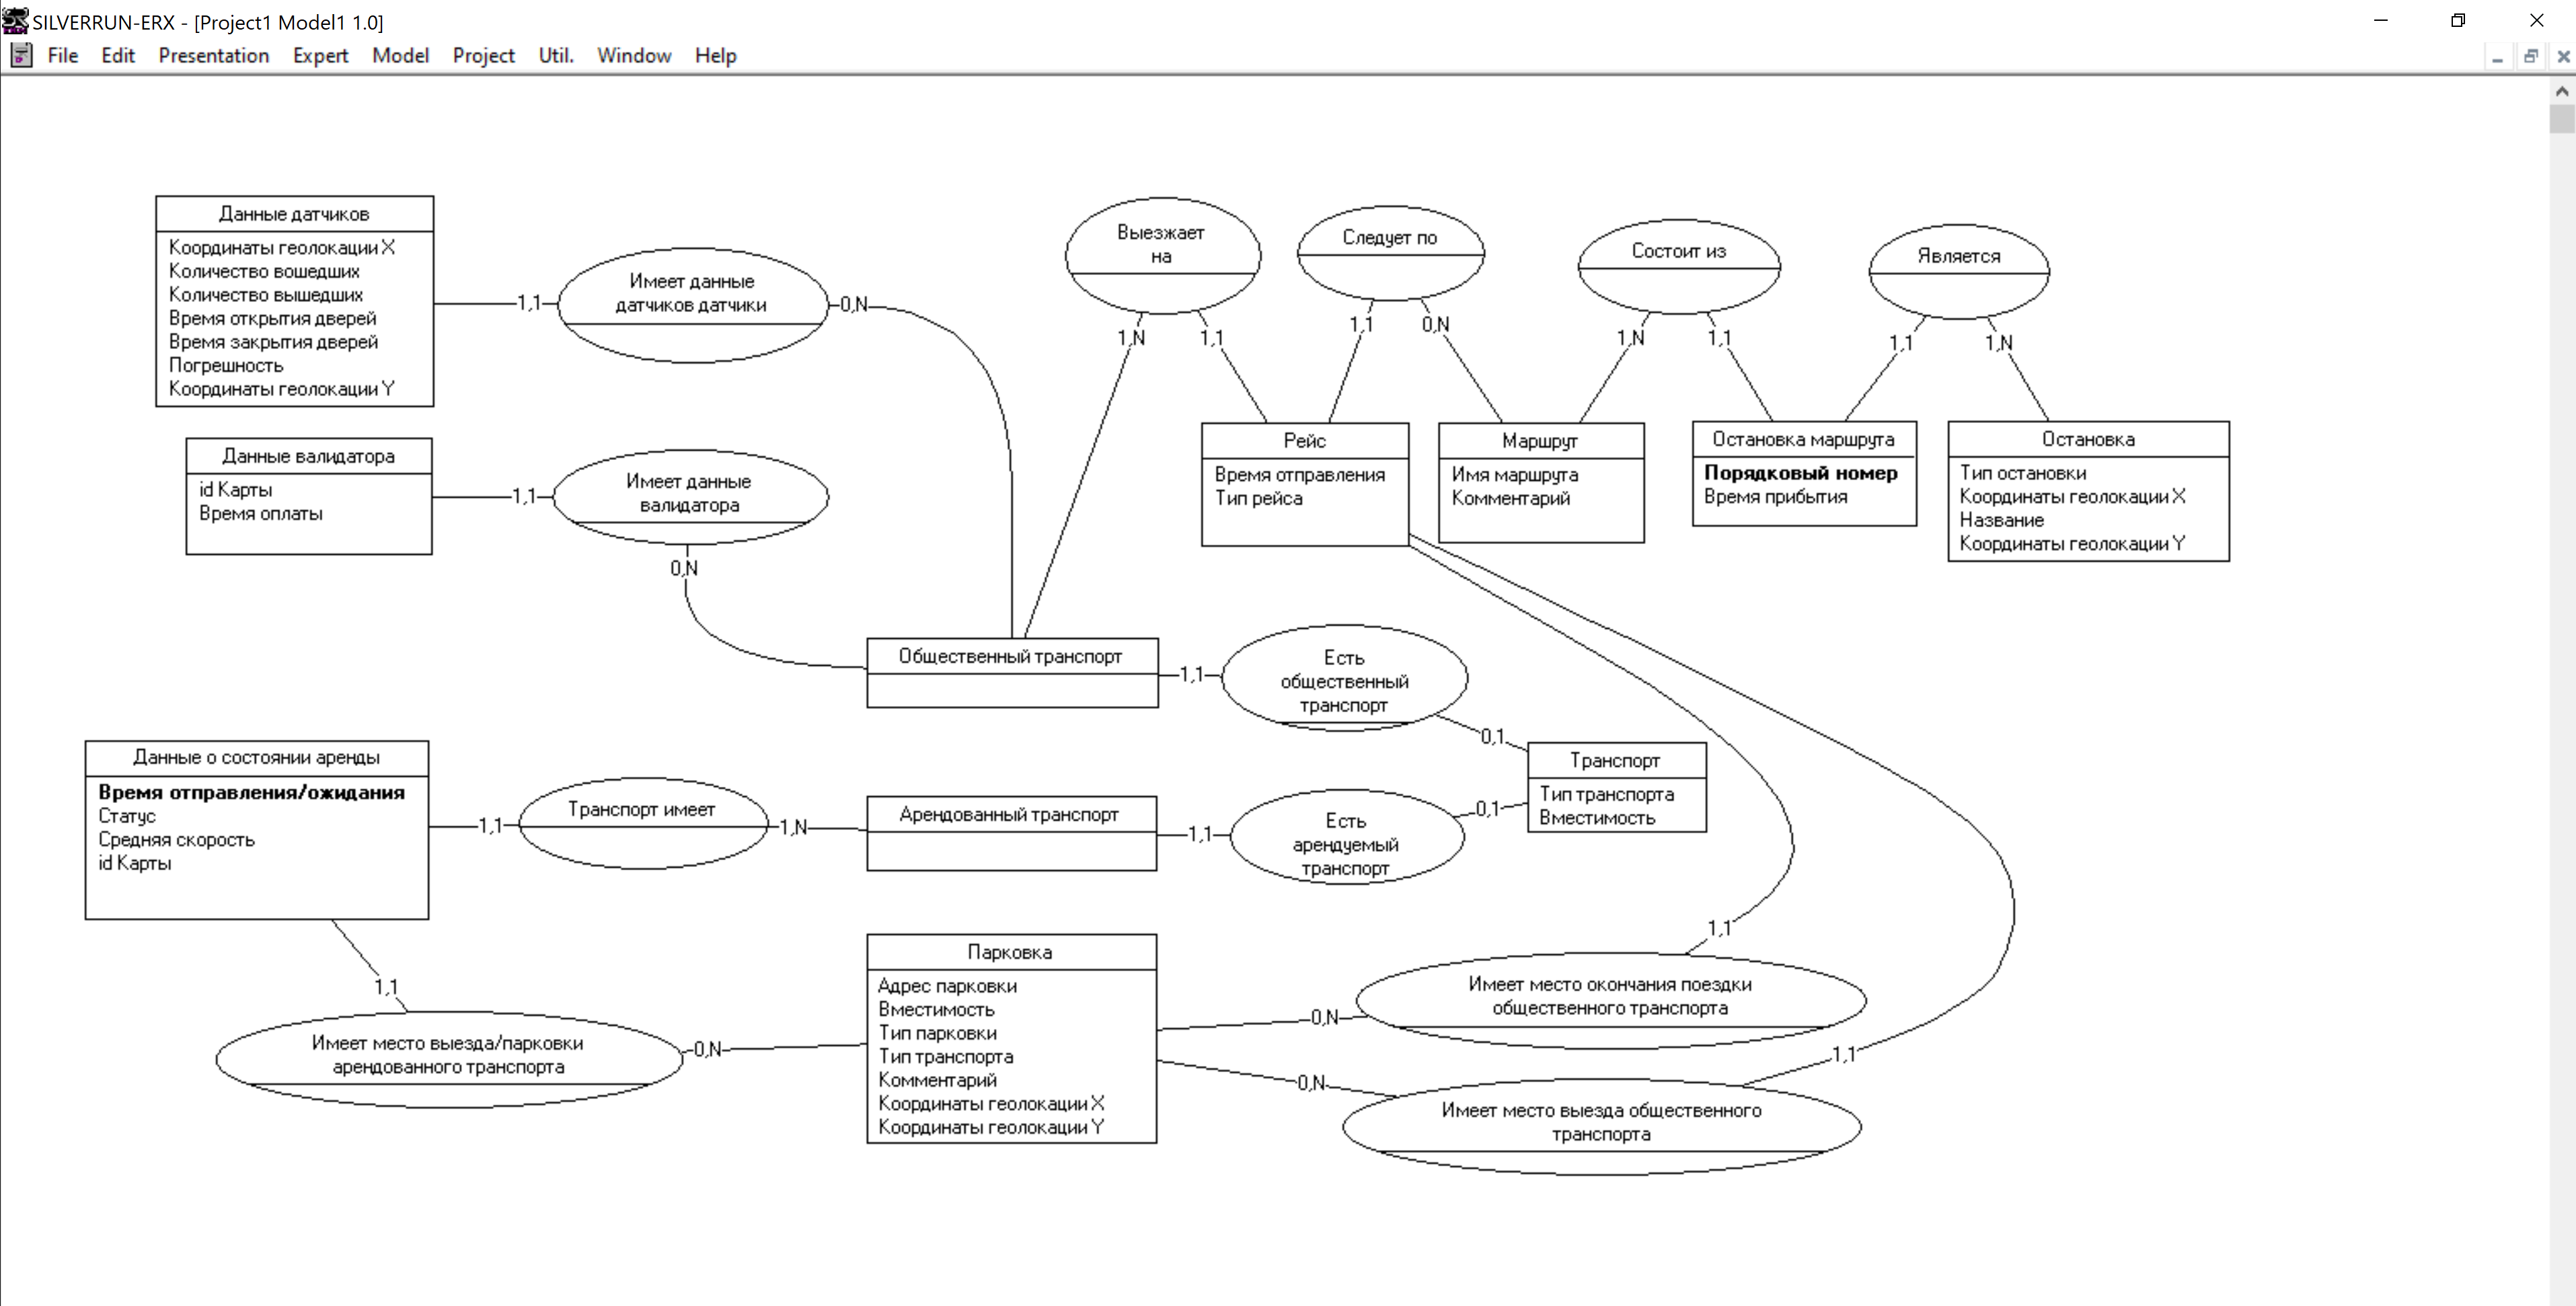 SILVERRUN-ERX - [Project1 Model1 1.0]
File Edit Presentation Expert Model Project Util. Window Help
Данные датчиков
Координаты геолокации X
Количество вошедших
Количество вышедших
Время открытия дверей
Время закрытия дверей
Погрешность
Координаты геолокации Y
1,1
Имеет данные
датчиков датчики
0,N
Выезжает
на
1,N
1,1
Следует по
1,1
0,N
Состоит из
1,N
1,1
Является
1,1
1,N
Данные валидатора
id Карты
Время оплаты
1,1
Имеет данные
валидатора
0,N
Рейс
Время отправления
Тип рейса
Маршрут
Имя маршрута
Комментарий
Остановка маршрута
Порядковый номер
Время прибытия
Остановка
Тип остановки
Координаты геолокации X
Название
Координаты геолокации Y
Общественный транспорт
1,1
Есть
общественный
транспорт
0,1
Транспорт
Тип транспорта
Вместимость
Данные о состоянии аренды
Время отправления/ожидания
Статус
Средняя скорость
id Карты
1,1
Транспорт имеет
1,N
Арендованный транспорт
1,1
Есть
арендуемый
транспорт
0,1
1,1
Имеет место выезда/парковки
арендованного транспорта
0,N
Парковка
Адрес парковки
Вместимость
Тип парковки
Тип транспорта
Комментарий
Координаты геолокации X
Координаты геолокации Y
0,N
1,1
Имеет место окончания поездки
общественного транспорта
0,N
1,1
Имеет место выезда общественного
транспорта